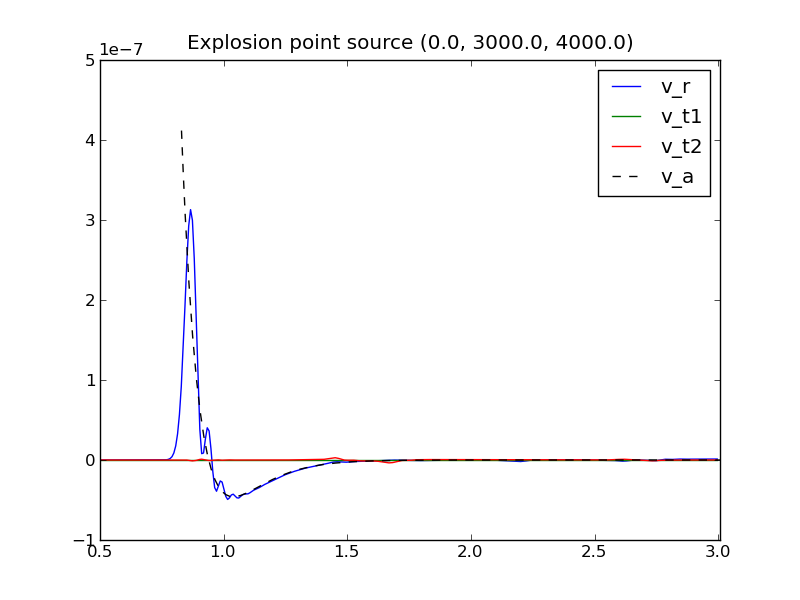 Explosion point source (0.0, 3000.0, 4000.0)
1e−7
5
4
3
2
1
0
−1
0.5 1.0 1.5 2.0 2.5 3.0
v_r
v_t1
v_t2
v_a